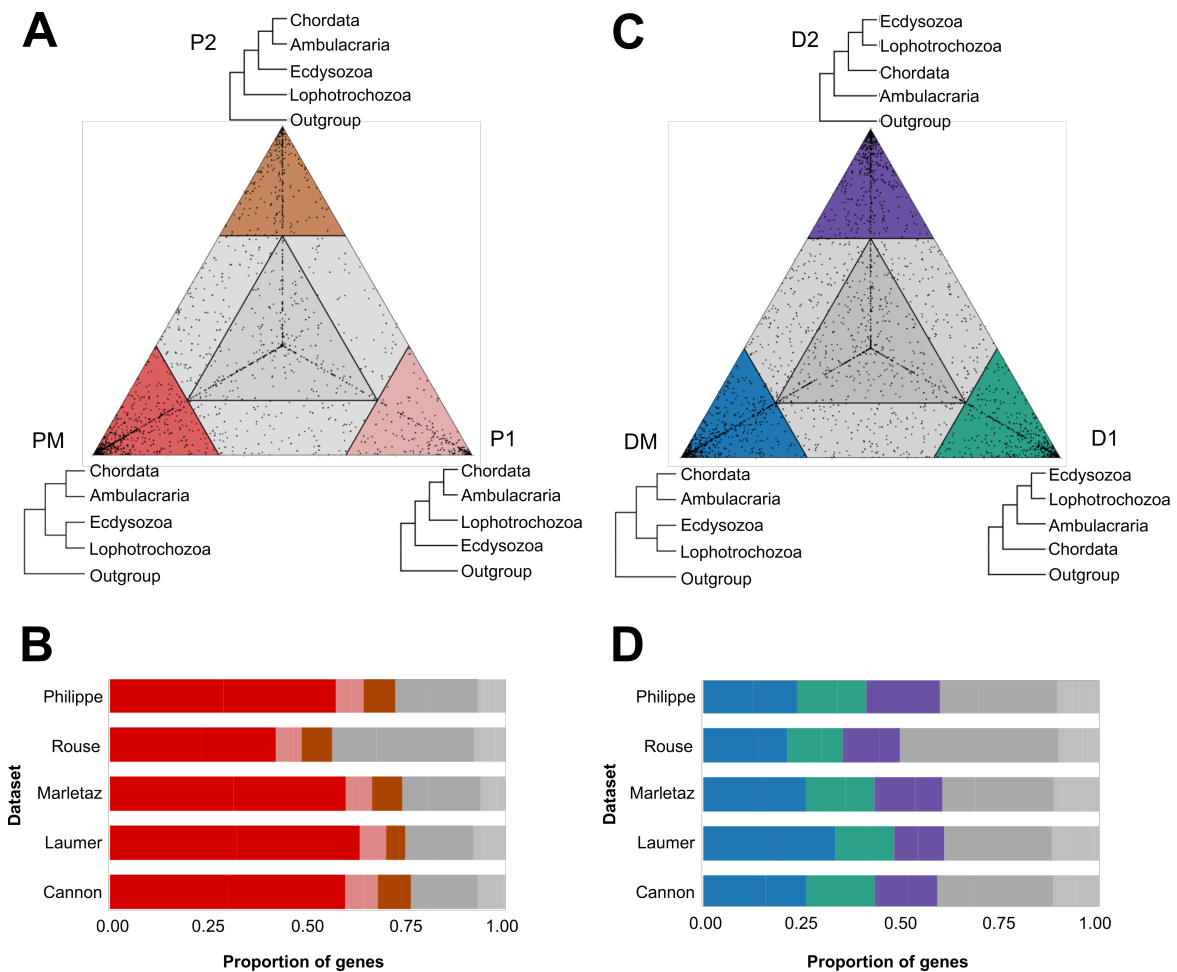 A
P2
Chordata
Ambulacraria
Ecdysozoa
Lophotrochozoa
Outgroup
PM
Chordata
Ambulacraria
Ecdysozoa
Lophotrochozoa
Outgroup
P1
Chordata
Ambulacraria
Lophotrochozoa
Ecdysozoa
Outgroup
C
D2
Ecdysozoa
Lophotrochozoa
Chordata
Ambulacraria
Outgroup
DM
Chordata
Ambulacraria
Ecdysozoa
Lophotrochozoa
Outgroup
D1
Ecdysozoa
Lophotrochozoa
Ambulacraria
Chordata
Outgroup
B
Dataset
Philippe
Rouse
Marletaz
Laumer
Cannon
0.00 0.25 0.50 0.75 1.00
Proportion of genes
D
Dataset
Philippe
Rouse
Marletaz
Laumer
Cannon
0.00 0.25 0.50 0.75 1.00
Proportion of genes